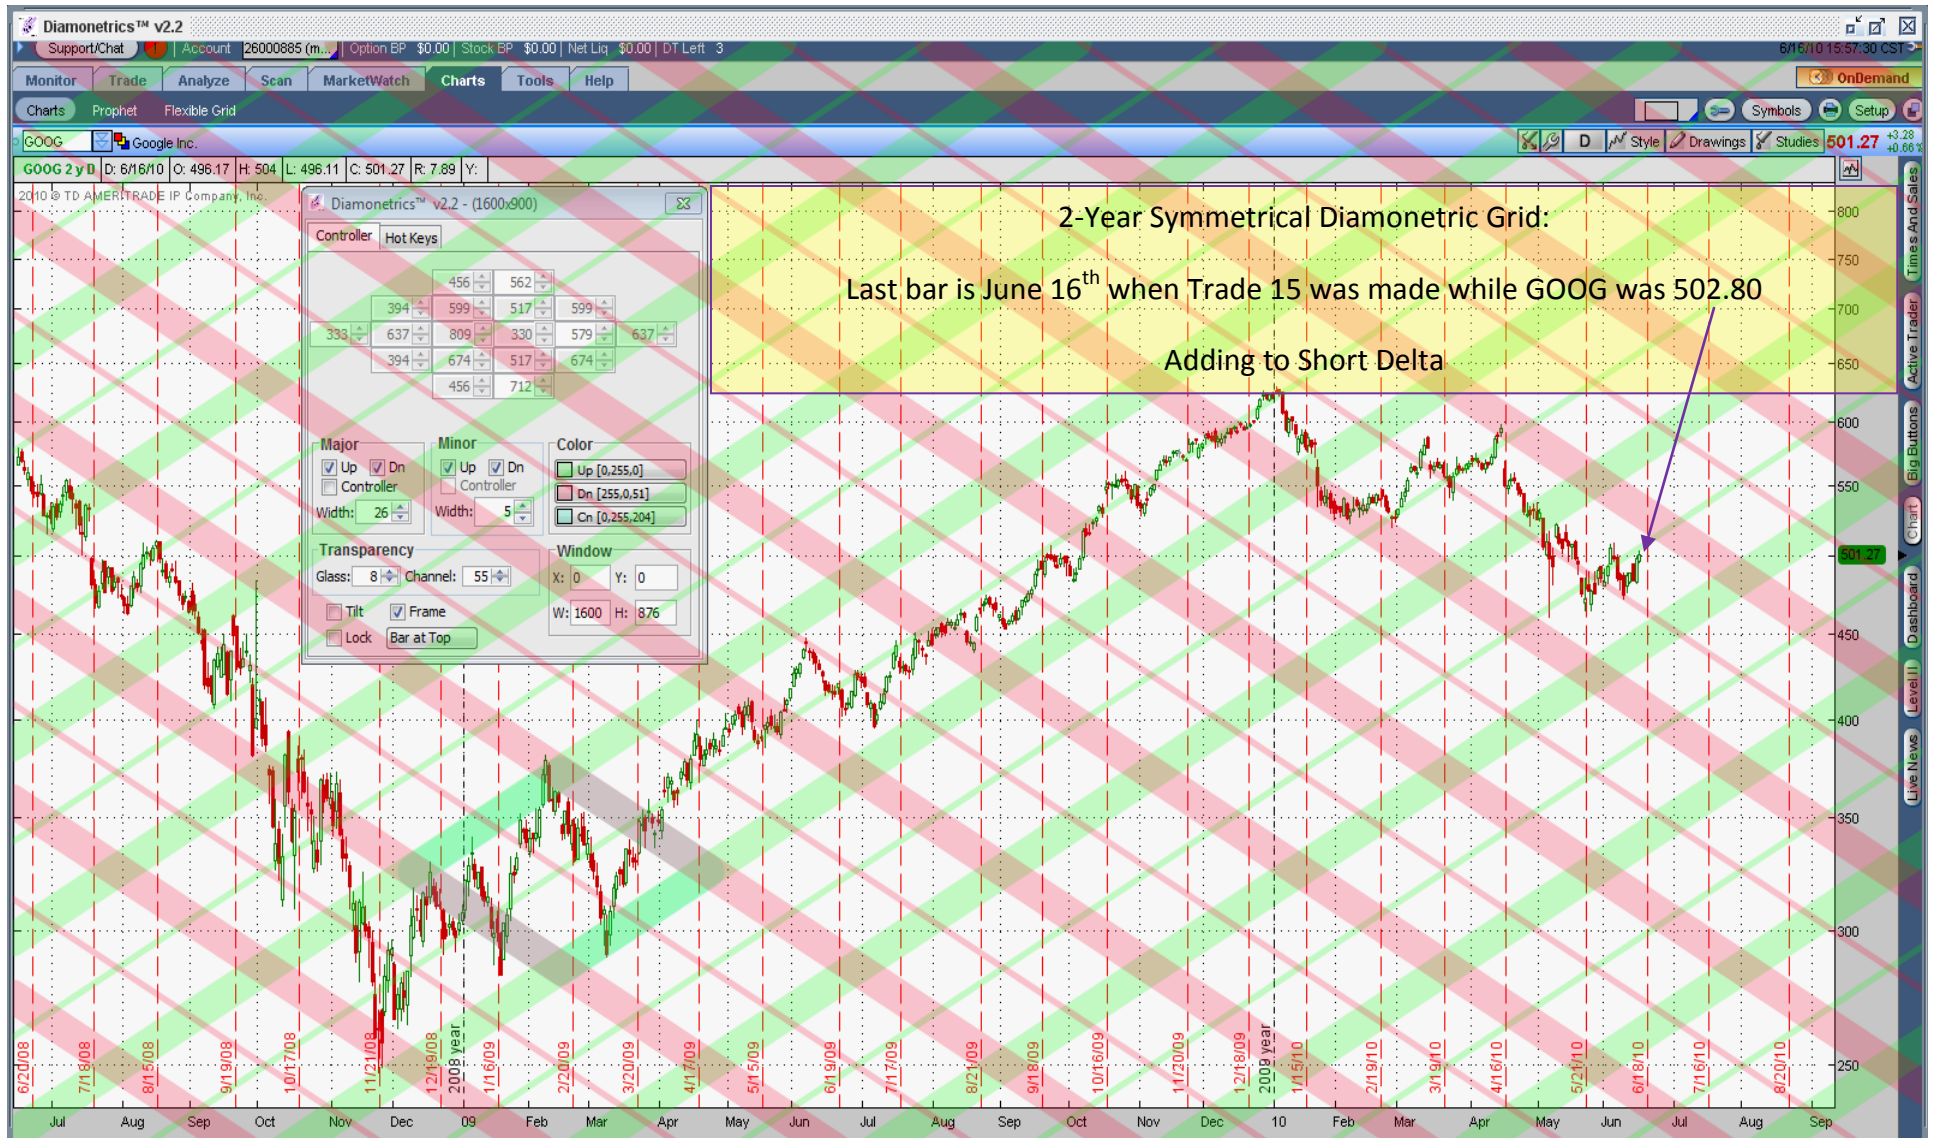 Diamonetrics™ v2.2
Support/Chat ! Account 26000885 (m... Option BP $0.00 Stock BP $0.00 Net Liq $0.00 DT Left 3 6/16/10 15:57:30 CST
Monitor Trade Analyze Scan MarketWatch Charts Tools Help OnDemand
Charts Prophet Flexible Grid Symbols Setup
GOOG Google Inc. D Style Drawings Studies 501.27 +3.28 +0.66%
GOOG 2 y D D: 6/16/10 O: 496.17 H: 504 L: 496.11 C: 501.27 R: 7.89 Y:
2010 © TD AMERITRADE IP Company, Inc.
Diamonetrics™ v2.2 - (1600x900)
Controller Hot Keys
456 562
394 599 517 599
333 637 809 330 579 637
394 674 517 674
456 712
Major Minor Color
Up Dn Up Dn Up [0,255,0]
Controller Controller Dn [255,0,51]
Width: 26 Width: 5 Cn [0,255,204]
Transparency Window
Glass: 8 Channel: 55 X: 0 Y: 0
Tilt Frame W: 1600 H: 876
Lock Bar at Top
2-Year Symmetrical Diamonetric Grid:
Last bar is June 16th when Trade 15 was made while GOOG was 502.80
Adding to Short Delta
800
750
700
650
600
550
501.27
450
400
350
300
250
Times And Sales
Active Trader
Big Buttons
Chart
Dashboard
Level II
Live News
6/20/08 7/18/08 8/15/08 9/19/08 10/17/08 11/21/08 12/19/08 2008 year 1/16/09 2/20/09 3/20/09 4/17/09 5/15/09 6/19/09 7/17/09 8/21/09 9/18/09 10/16/09 11/20/09 12/18/09 2009 year 1/15/10 2/19/10 3/19/10 4/16/10 5/21/10 6/18/10 7/16/10 8/20/10
Jul Aug Sep Oct Nov Dec 09 Feb Mar Apr May Jun Jul Aug Sep Oct Nov Dec 10 Feb Mar Apr May Jun Jul Aug Sep